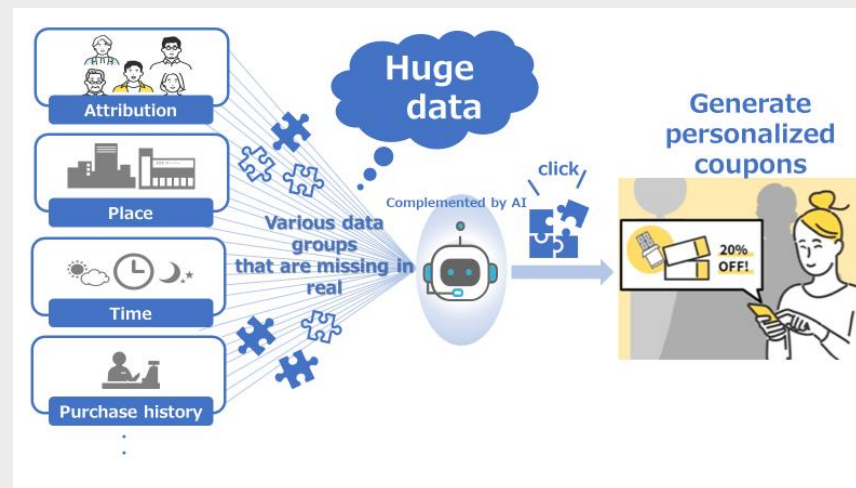 Attribution
Place
Time
Purchase history
Huge
data
Various data
groups
that are missing in
real
Complemented by AI
click
Generate
personalized
coupons
20%
OFF!